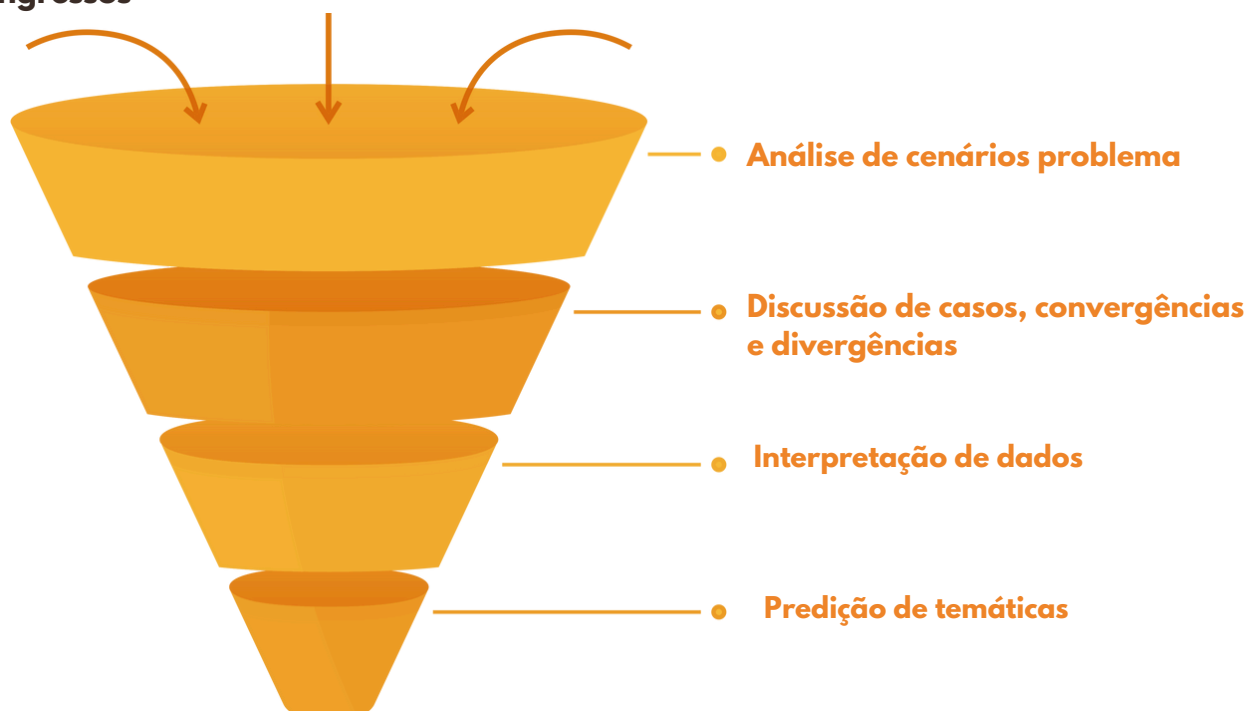 Análise de cenários problema
Discussão de casos, convergências
e divergências
Interpretação de dados
Predição de temáticas